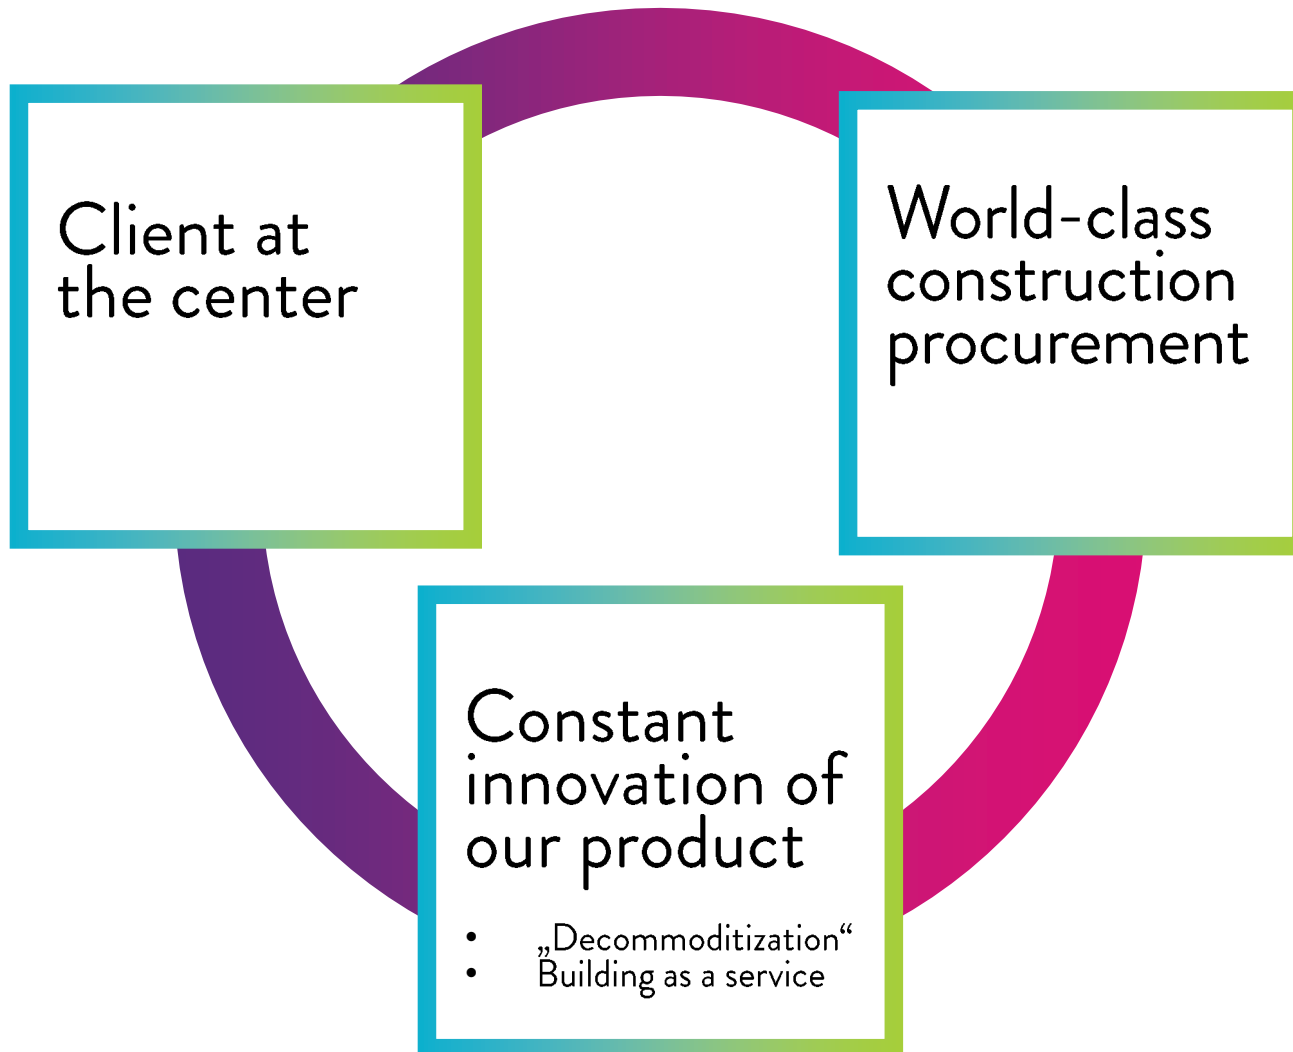 Client at
the center
World-class
construction
procurement
Constant
innovation of
our product
• „Decommoditization“
• Building as a service